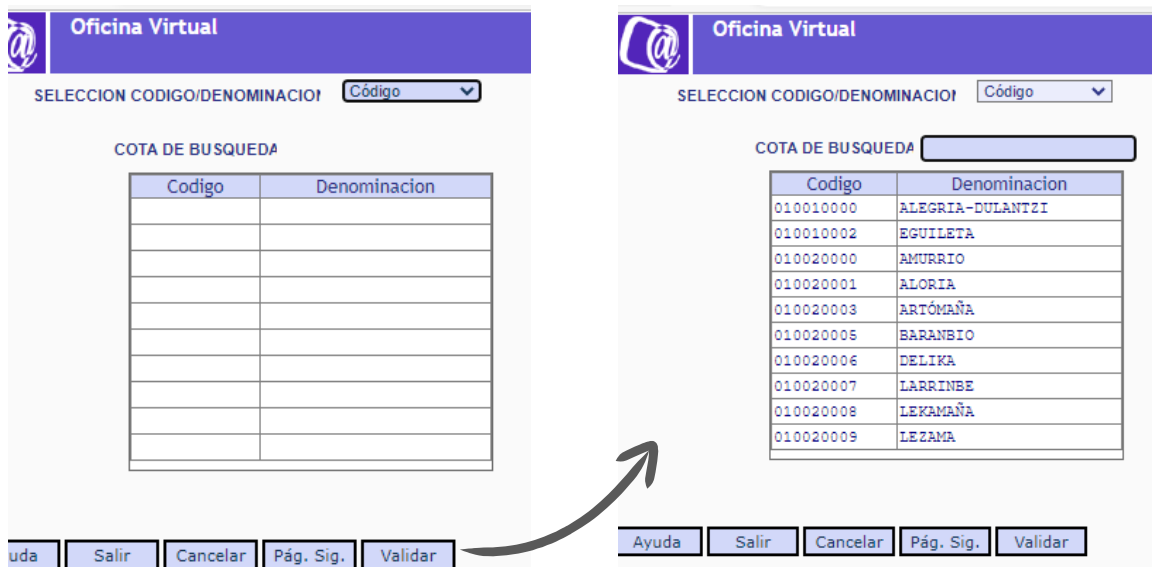 Oficina Virtual
SELECCION CODIGO/DENOMINACION Código
COTA DE BUSQUEDA
Codigo Denominacion
uda Salir Cancelar Pág. Sig. Validar
@ Oficina Virtual
SELECCION CODIGO/DENOMINACION Código
COTA DE BUSQUEDA
Codigo Denominacion
010010000 ALEGRIA-DULANTZI
010010002 EGUILETA
010020000 AMURRIO
010020001 ALORIA
010020003 ARTÓMAÑA
010020005 BARANBIO
010020006 DELIKA
010020007 LARRINBE
010020008 LEKAMAÑA
010020009 LEZAMA
Ayuda Salir Cancelar Pág. Sig. Validar